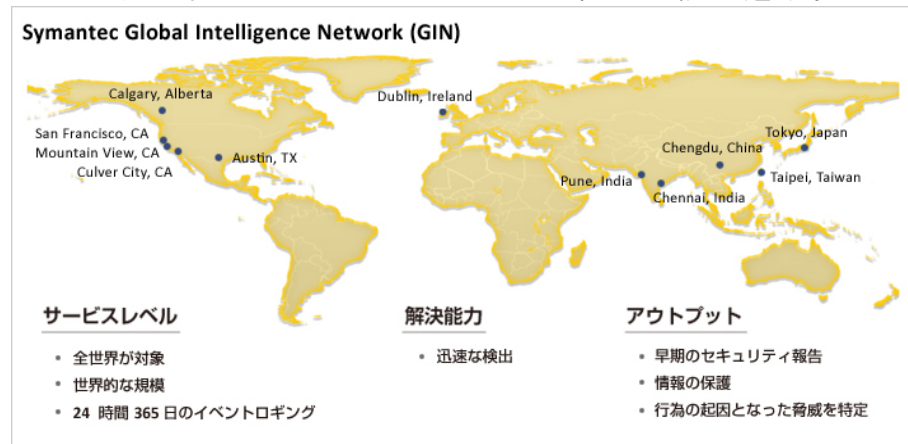 Symantec Global Intelligence Network (GIN)
Calgary, Alberta
Dublin, Ireland
San Francisco, CA
Mountain View, CA
Culver City, CA
Austin, TX
Tokyo, Japan
Chengdu, China
Pune, India
Taipei, Taiwan
Chennai, India
サービスレベル
• 全世界が対象
• 世界的な規模
• 24 時間 365 日のイベントロギング
解決能力
• 迅速な検出
アウトプット
• 早期のセキュリティ報告
• 情報の保護
• 行為の起因となった脅威を特定